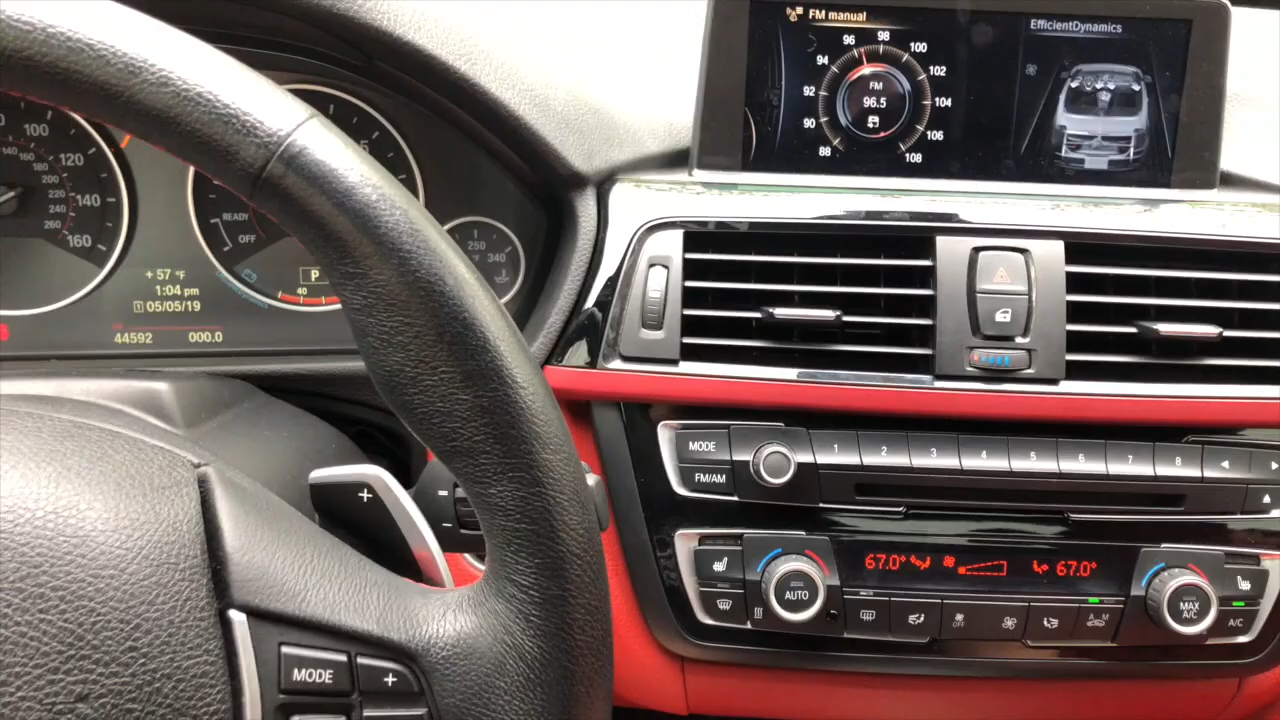 FM manual
EfficientDynamics
88 90 92 94 96 98 100 102 104 106 108
FM
96.5
100 120 140 160
140 160 180 200 220 240 260
READY
OFF
5
250 °F 340
+57 °F
1:04 pm
05/05/19
P
40
44592 000.0
MODE
FM/AM
1 2 3 4 5 6 7 8
67.0° 67.0°
AUTO
MAX
A/C
OFF
A M
A/C
+
-
MODE +